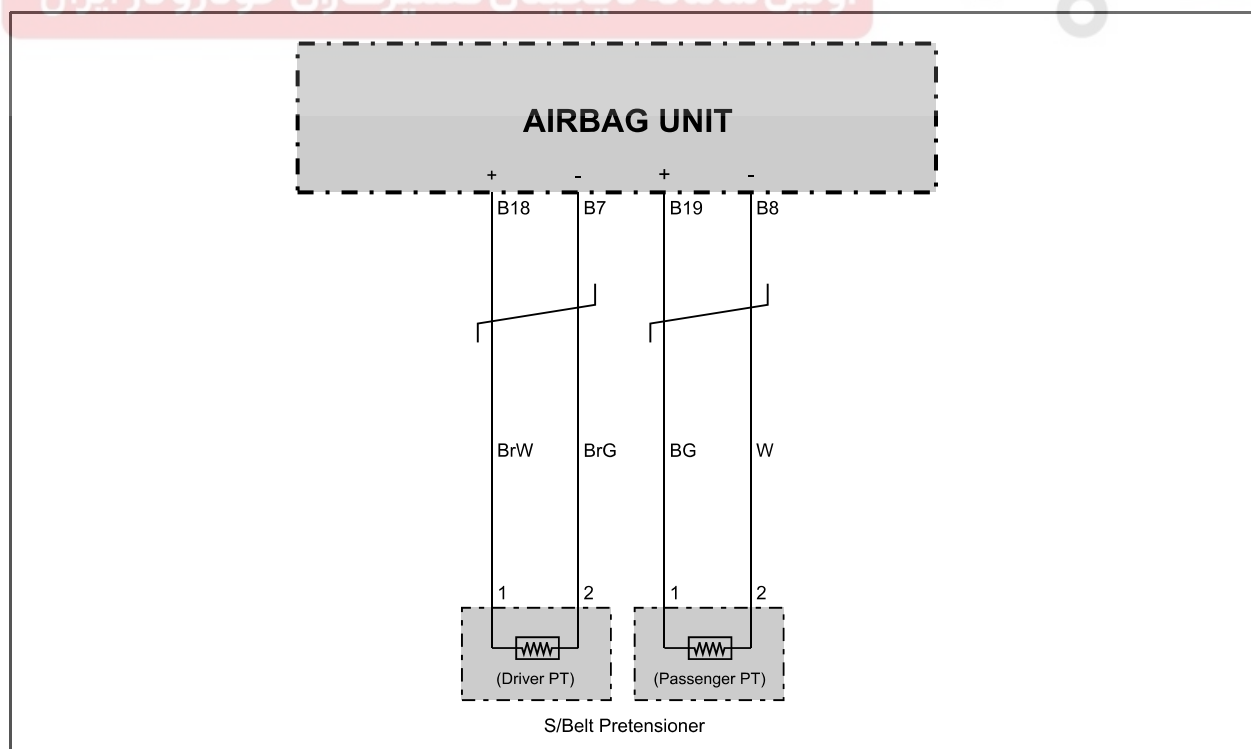 AIRBAG UNIT
+ - + -
B18 B7 B19 B8
BrW BrG BG W
1 2 1 2
(Driver PT) (Passenger PT)
S/Belt Pretensioner